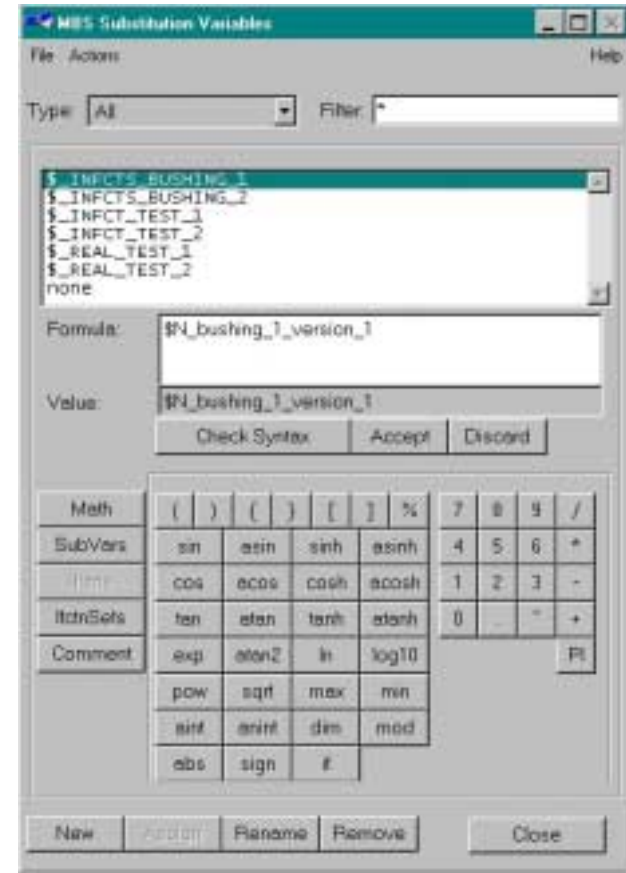 MBS Substitution Variables
File Actions Help
Type: All Filter: *
$_INFCTS_BUSHING_1
$_INFCTS_BUSHING_2
$_INFCT_TEST_1
$_INFCT_TEST_2
$_REAL_TEST_1
$_REAL_TEST_2
none
Formula: $N_bushing_1_version_1
Value: $N_bushing_1_version_1
Check Syntax Accept Discard
Math ( ) { } [ ] % 7 8 9 /
SubVars sin asin sinh asinh 4 5 6 *
cos acos cosh acosh 1 2 3 -
ItctnSets tan atan tanh atanh 0 . ^ +
Comment exp atan2 ln log10 PI
pow sqrt max min
aint anint dim mod
abs sign if
New Assign Rename Remove Close